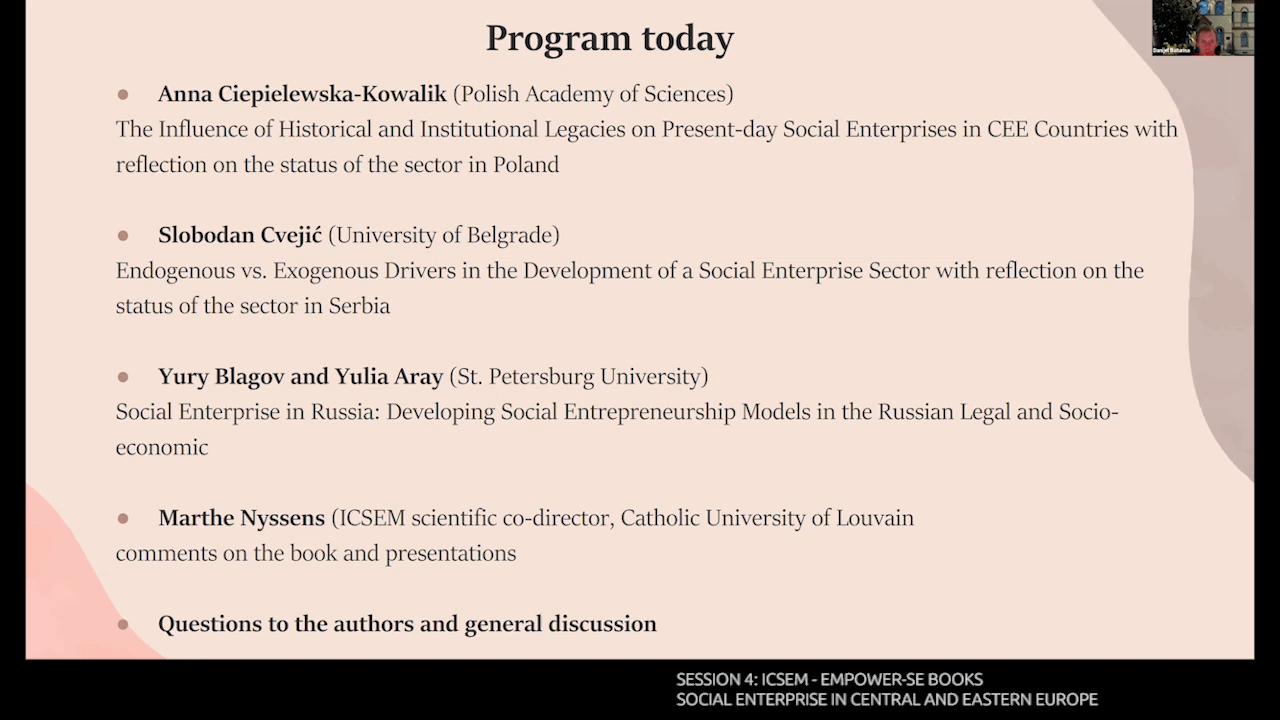 Program today
Danijel Baturina
• Anna Ciepielewska-Kowalik (Polish Academy of Sciences)
The Influence of Historical and Institutional Legacies on Present-day Social Enterprises in CEE Countries with
reflection on the status of the sector in Poland
• Slobodan Cvejić (University of Belgrade)
Endogenous vs. Exogenous Drivers in the Development of a Social Enterprise Sector with reflection on the
status of the sector in Serbia
• Yury Blagov and Yulia Aray (St. Petersburg University)
Social Enterprise in Russia: Developing Social Entrepreneurship Models in the Russian Legal and Socio-
economic
• Marthe Nyssens (ICSEM scientific co-director, Catholic University of Louvain
comments on the book and presentations
• Questions to the authors and general discussion
SESSION 4: ICSEM - EMPOWER-SE BOOKS
SOCIAL ENTERPRISE IN CENTRAL AND EASTERN EUROPE